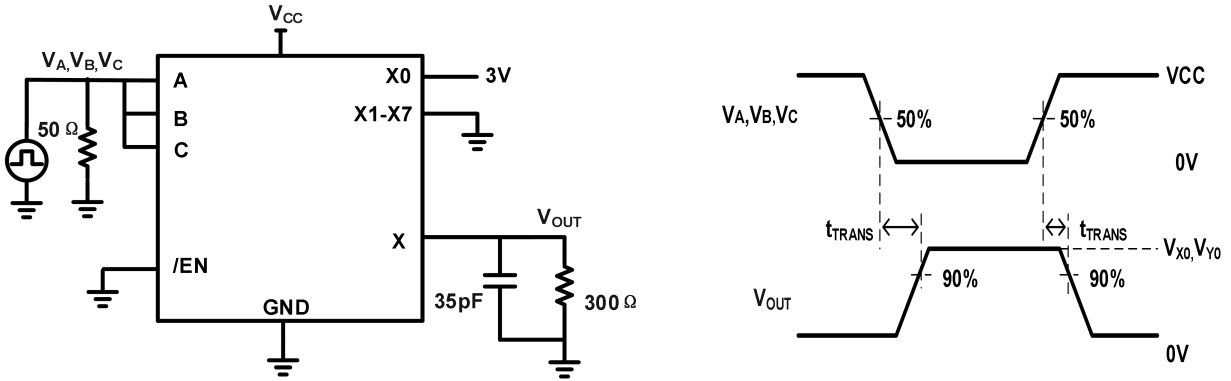 VCC
VA,VB,VC
A
X0
3V
B
X1-X7
50 Ω
C
VOUT
X
/EN
35pF
300 Ω
GND
VCC
VA,VB,VC
50%
50%
0V
tTRANS
tTRANS
VX0,VY0
90%
90%
VOUT
0V